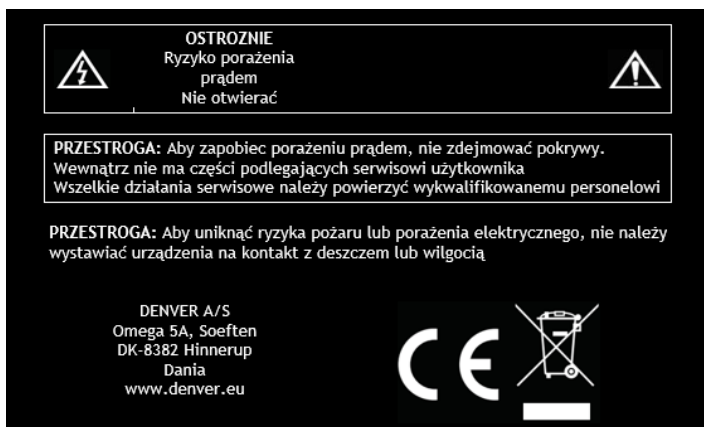 OSTROZNIE
Ryzyko porażenia
prądem
Nie otwierać
PRZESTROGA: Aby zapobiec porażeniu prądem, nie zdejmować pokrywy.
Wewnątrz nie ma części podlegających serwisowi użytkownika
Wszelkie działania serwisowe należy powierzyć wykwalifikowanemu personelowi
PRZESTROGA: Aby uniknąć ryzyka pożaru lub porażenia elektrycznego, nie należy
wystawiać urządzenia na kontakt z deszczem lub wilgocią
DENVER A/S
Omega 5A, Soeften
DK-8382 Hinnerup
Dania
www.denver.eu
CE